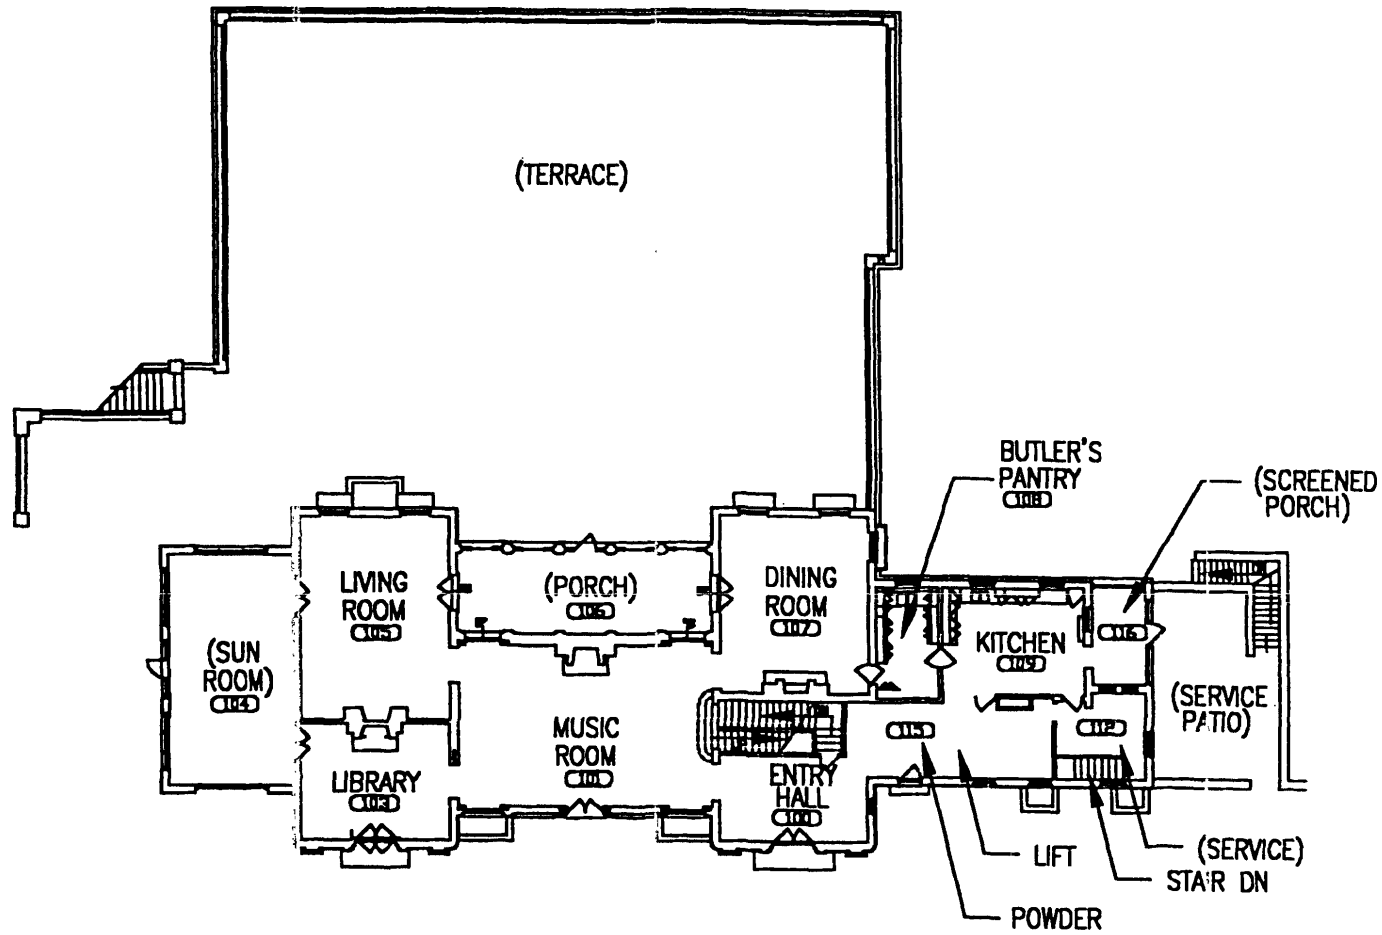 (TERRACE)
BUTLER'S
PANTRY
108
(SCREENED
PORCH)
LIVING
ROOM
105
(PORCH)
106
DINING
ROOM
107
KITCHEN
109
116
(SUN
ROOM)
104
(SERVICE
PATIO)
MUSIC
ROOM
101
115
112
LIBRARY
103
ENTRY
HALL
100
LIFT
(SERVICE)
STAIR DN
POWDER